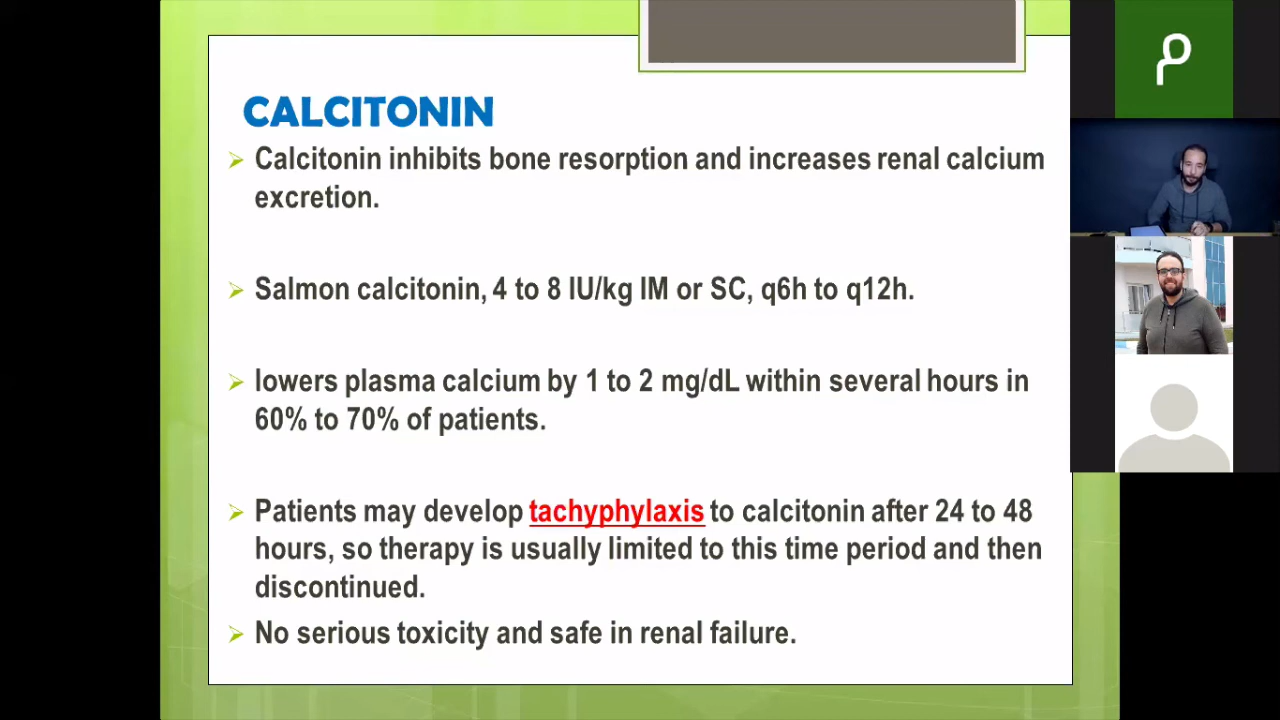 CALCITONIN
Calcitonin inhibits bone resorption and increases renal calcium
excretion.
Salmon calcitonin, 4 to 8 IU/kg IM or SC, q6h to q12h.
lowers plasma calcium by 1 to 2 mg/dL within several hours in
60% to 70% of patients.
Patients may develop tachyphylaxis to calcitonin after 24 to 48
hours, so therapy is usually limited to this time period and then
discontinued.
No serious toxicity and safe in renal failure.
م